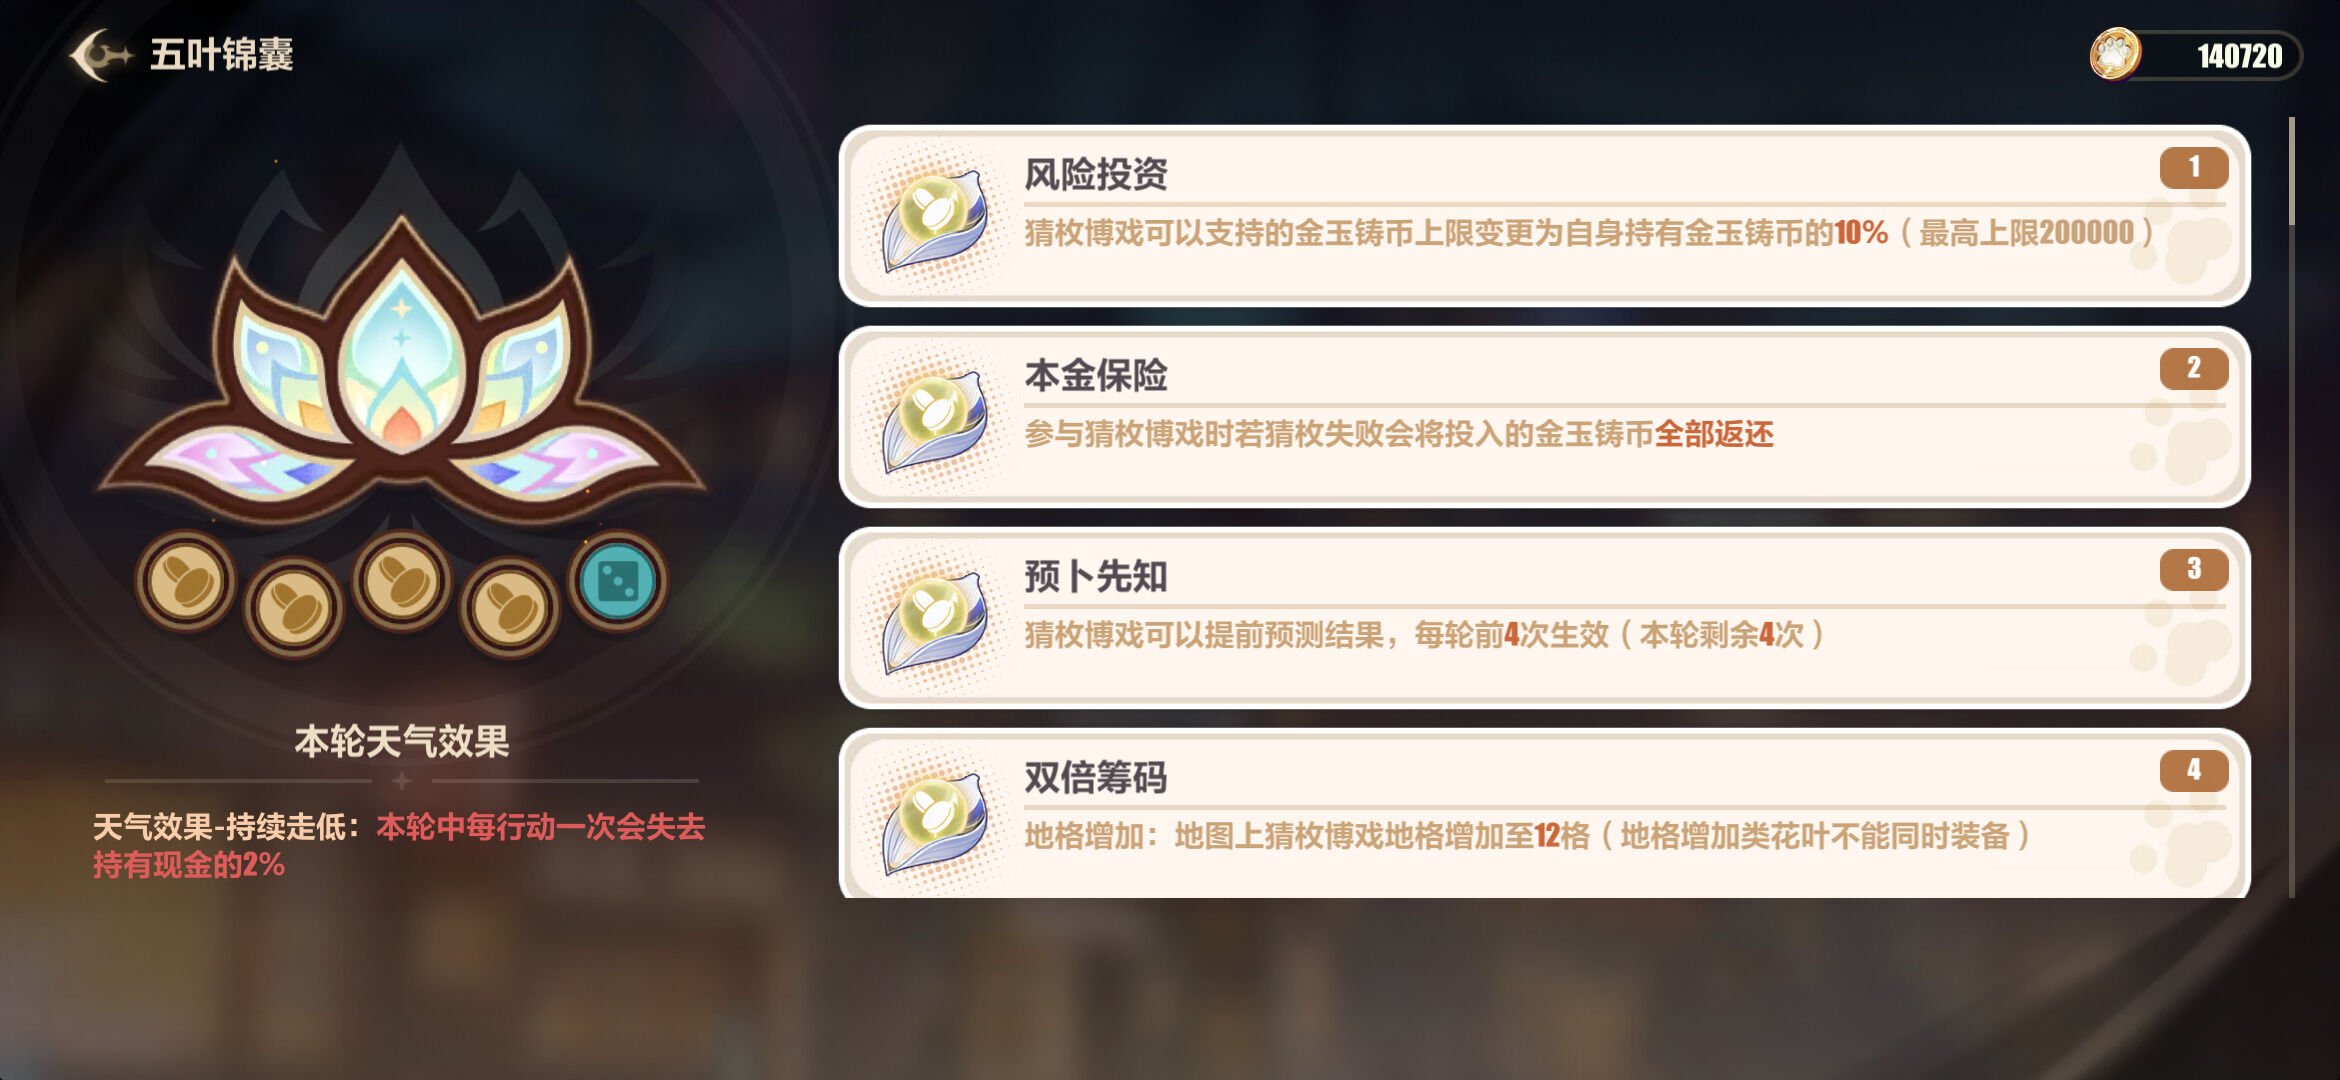 五叶锦囊
140720
风险投资
1
猜枚博戏可以支持的金玉铸币上限变更为自身持有金玉铸币的10%（最高上限200000）
本金保险
2
参与猜枚博戏时若猜枚失败会将投入的金玉铸币全部返还
预卜先知
3
猜枚博戏可以提前预测结果，每轮前4次生效（本轮剩余4次）
双倍筹码
4
地格增加：地图上猜枚博戏地格增加至12格（地格增加类花叶不能同时装备）
本轮天气效果
天气效果-持续走低：本轮中每行动一次会失去
持有现金的2%